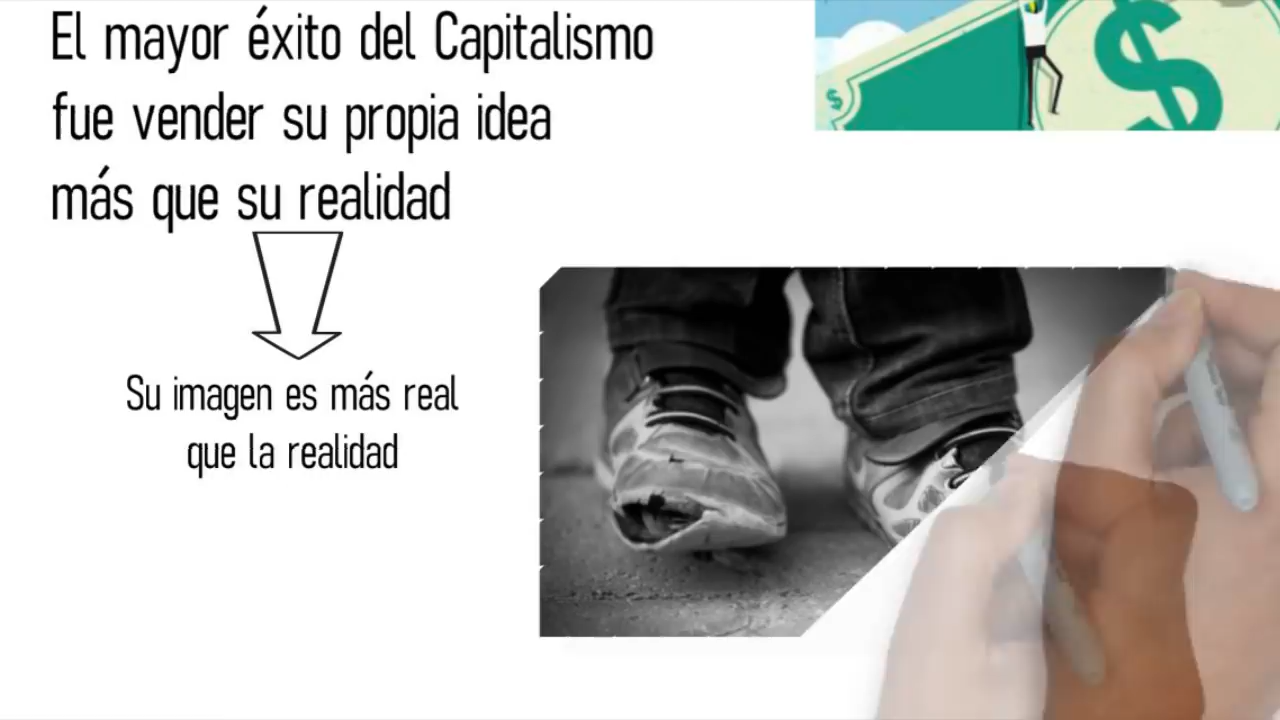 El mayor éxito del Capitalismo
fue vender su propia idea
más que su realidad
Su imagen es más real
que la realidad
$
$